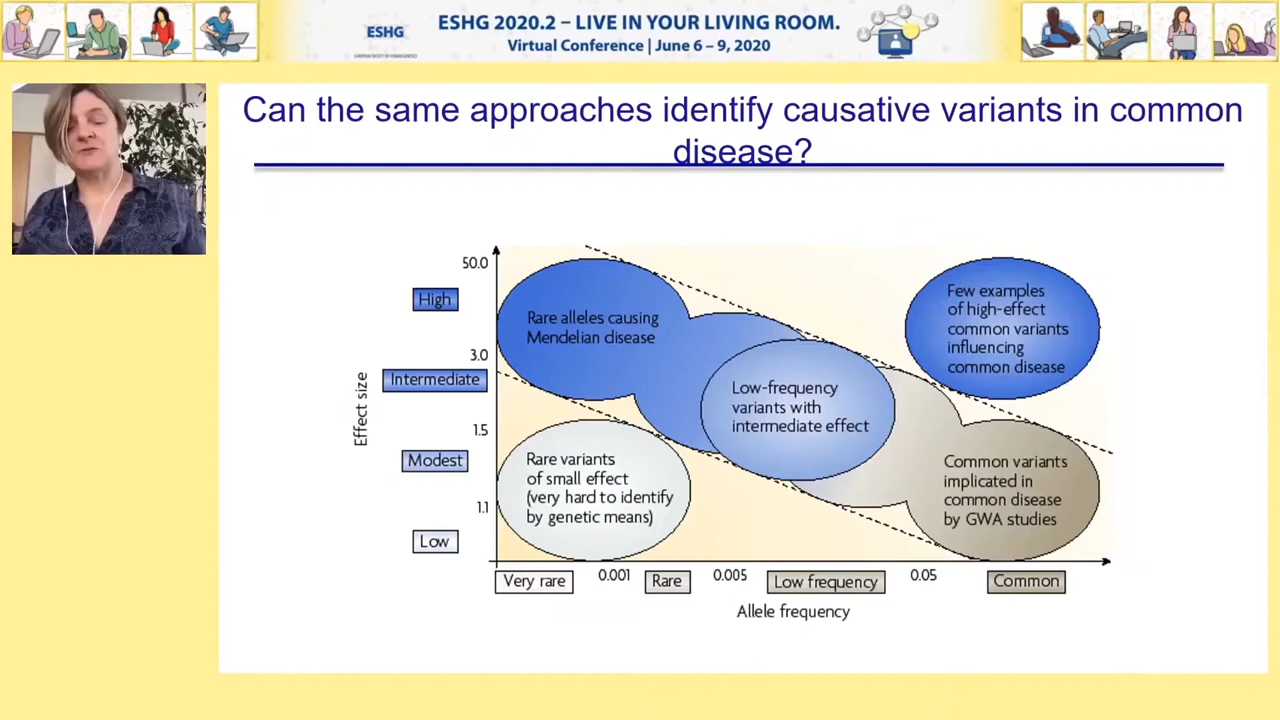 ESHG 2020.2 – LIVE IN YOUR LIVING ROOM.
ESHG
Virtual Conference | June 6 – 9, 2020
Can the same approaches identify causative variants in common
disease?
50.0
High
3.0
Intermediate
1.5
Modest
1.1
Low
Effect size
Rare alleles causing
Mendelian disease
Few examples
of high-effect
common variants
influencing
common disease
Low-frequency
variants with
intermediate effect
Rare variants
of small effect
(very hard to identify
by genetic means)
Common variants
implicated in
common disease
by GWA studies
Very rare
0.001
Rare
0.005
Low frequency
0.05
Common
Allele frequency